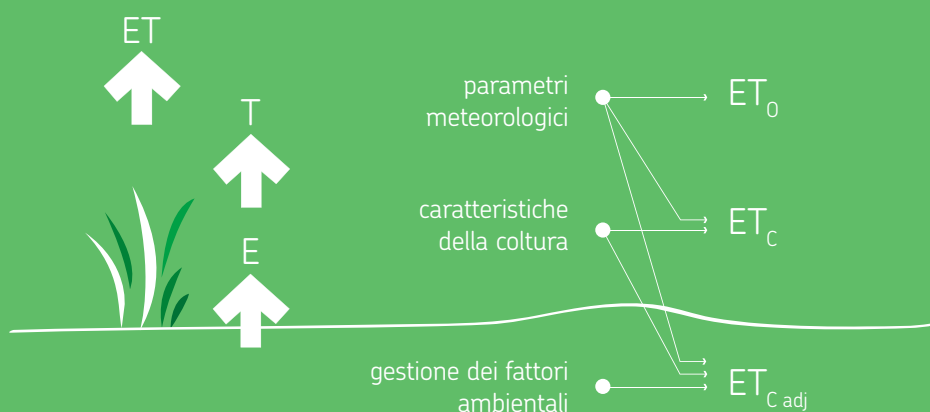 ET
T
E
parametri
meteorologici
ET0
caratteristiche
della coltura
ETC
gestione dei fattori
ambientali
ETC adj